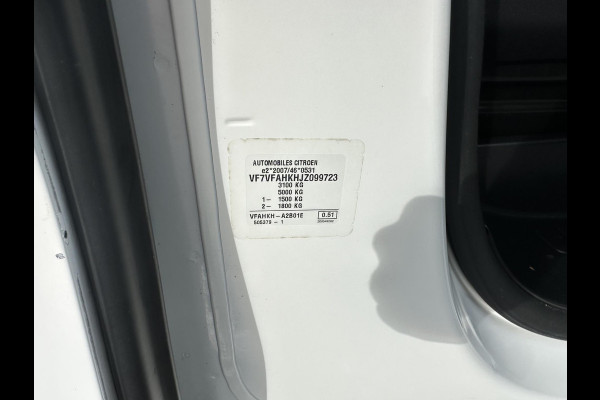 AUTOMOBILES CITROEN
e2*2007/46*0531
VF7VFAHKHJZ099723
3100 KG
5000 KG
1- 1500 KG
2- 1800 KG
VFAHKH-A2B01E 0.51